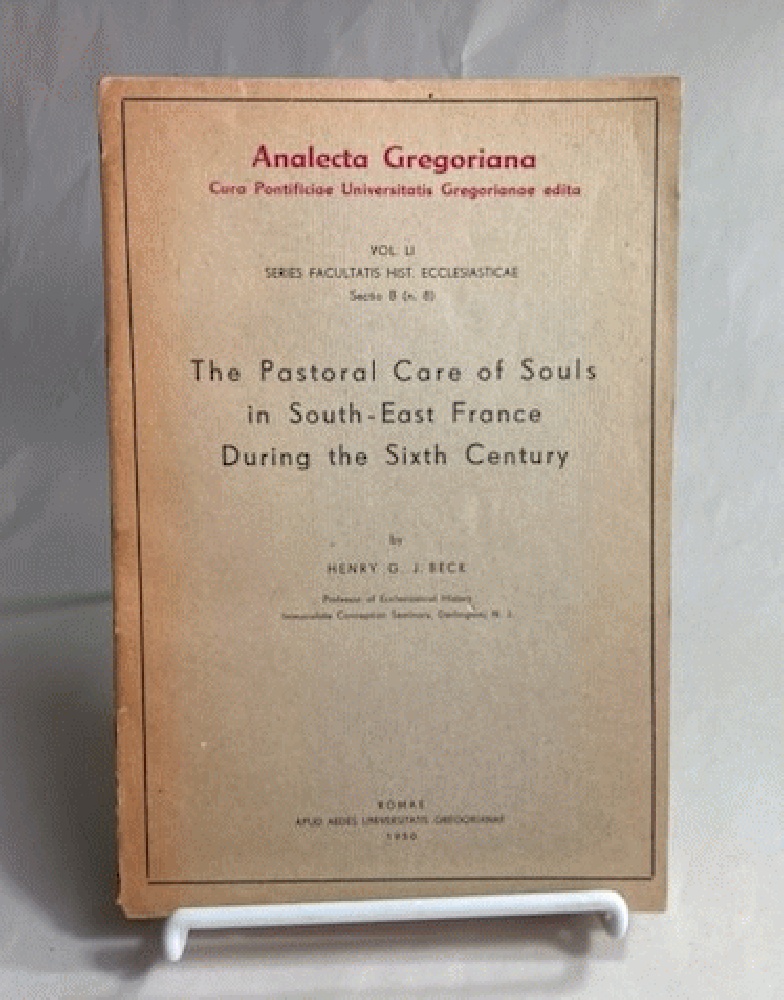 Analecta Gregoriana
Cura Pontificiae Universitatis Gregorianae edita
VOL. LI
SERIES FACULTATIS HIST. ECCLESIASTICAE
Sectio B (n. 8)
The Pastoral Care of Souls
in South-East France
During the Sixth Century
by
HENRY G. J. BECK
Professor of Ecclesiastical History
Immaculate Conception Seminary, Darlington, N. J.
ROMAE
APUD AEDES UNIVERSITATIS GREGORIANAE
1950